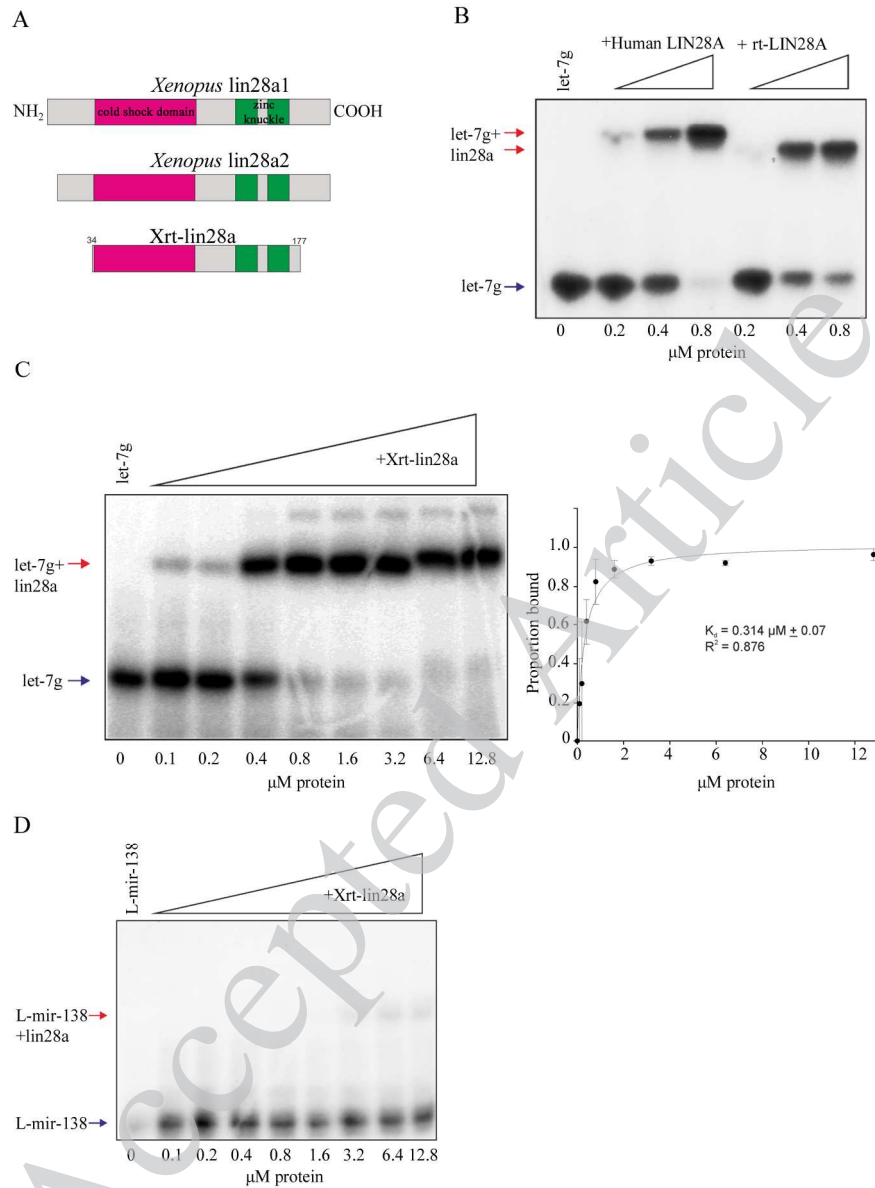 A
Xenopus lin28a1
NH2 cold shock domain zinc knuckle COOH
Xenopus lin28a2
Xrt-lin28a
34 177
B
let-7g
+Human LIN28A + rt-LIN28A
let-7g+
lin28a
let-7g
0 0.2 0.4 0.8 0.2 0.4 0.8
μM protein
C
let-7g
+Xrt-lin28a
let-7g+
lin28a
let-7g
0 0.1 0.2 0.4 0.8 1.6 3.2 6.4 12.8
μM protein
Proportion bound
1.0
0.8
0.6
0.4
0.2
0
Kd = 0.314 μM ± 0.07
R2 = 0.876
0 2 4 6 8 10 12
μM protein
D
L-mir-138
+Xrt-lin28a
L-mir-138
+lin28a
L-mir-138
0 0.1 0.2 0.4 0.8 1.6 3.2 6.4 12.8
μM protein
Accepted Article